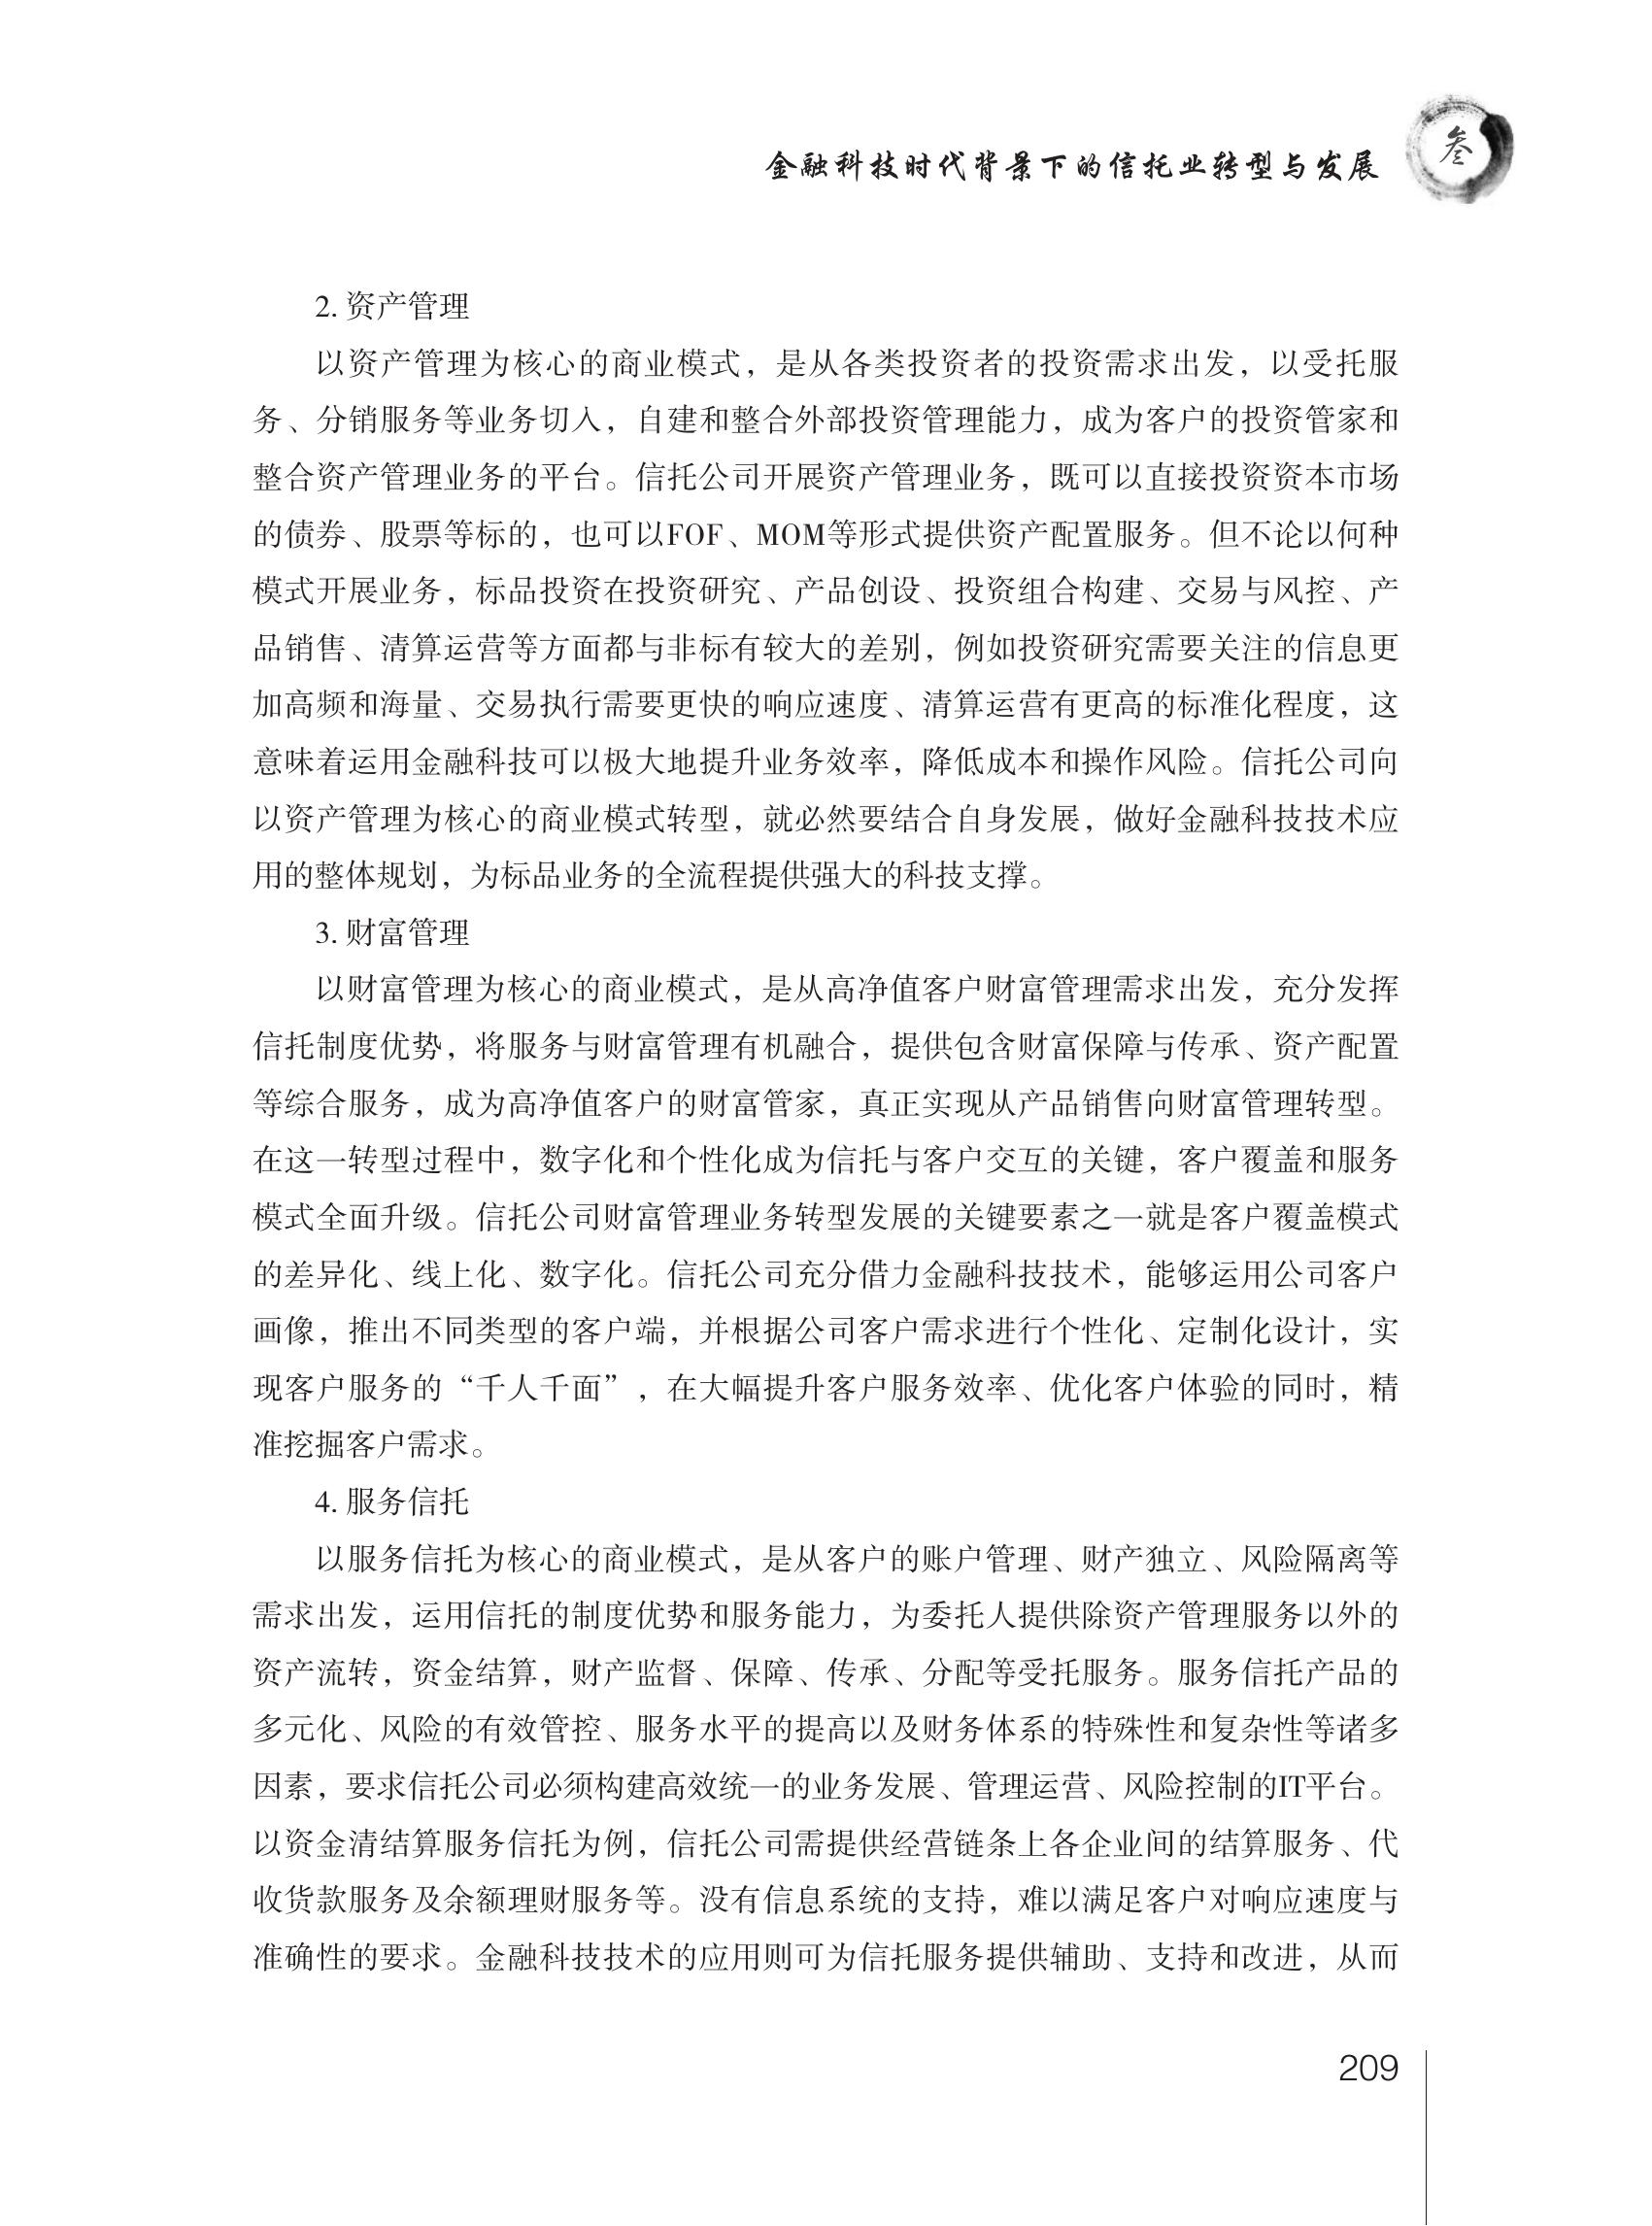 金融科技时代背景下的信托业转型与发展
叁
2. 资产管理
以资产管理为核心的商业模式，是从各类投资者的投资需求出发，以受托服
务、分销服务等业务切入，自建和整合外部投资管理能力，成为客户的投资管家和
整合资产管理业务的平台。信托公司开展资产管理业务，既可以直接投资资本市场
的债券、股票等标的，也可以FOF、MOM等形式提供资产配置服务。但不论以何种
模式开展业务，标品投资在投资研究、产品创设、投资组合构建、交易与风控、产
品销售、清算运营等方面都与非标有较大的差别，例如投资研究需要关注的信息更
加高频和海量、交易执行需要更快的响应速度、清算运营有更高的标准化程度，这
意味着运用金融科技可以极大地提升业务效率，降低成本和操作风险。信托公司向
以资产管理为核心的商业模式转型，就必然要结合自身发展，做好金融科技技术应
用的整体规划，为标品业务的全流程提供强大的科技支撑。
3. 财富管理
以财富管理为核心的商业模式，是从高净值客户财富管理需求出发，充分发挥
信托制度优势，将服务与财富管理有机融合，提供包含财富保障与传承、资产配置
等综合服务，成为高净值客户的财富管家，真正实现从产品销售向财富管理转型。
在这一转型过程中，数字化和个性化成为信托与客户交互的关键，客户覆盖和服务
模式全面升级。信托公司财富管理业务转型发展的关键要素之一就是客户覆盖模式
的差异化、线上化、数字化。信托公司充分借力金融科技技术，能够运用公司客户
画像，推出不同类型的客户端，并根据公司客户需求进行个性化、定制化设计，实
现客户服务的“千人千面”，在大幅提升客户服务效率、优化客户体验的同时，精
准挖掘客户需求。
4. 服务信托
以服务信托为核心的商业模式，是从客户的账户管理、财产独立、风险隔离等
需求出发，运用信托的制度优势和服务能力，为委托人提供除资产管理服务以外的
资产流转，资金结算，财产监督、保障、传承、分配等受托服务。服务信托产品的
多元化、风险的有效管控、服务水平的提高以及财务体系的特殊性和复杂性等诸多
因素，要求信托公司必须构建高效统一的业务发展、管理运营、风险控制的IT平台。
以资金清结算服务信托为例，信托公司需提供经营链条上各企业间的结算服务、代
收货款服务及余额理财服务等。没有信息系统的支持，难以满足客户对响应速度与
准确性的要求。金融科技技术的应用则可为信托服务提供辅助、支持和改进，从而
209